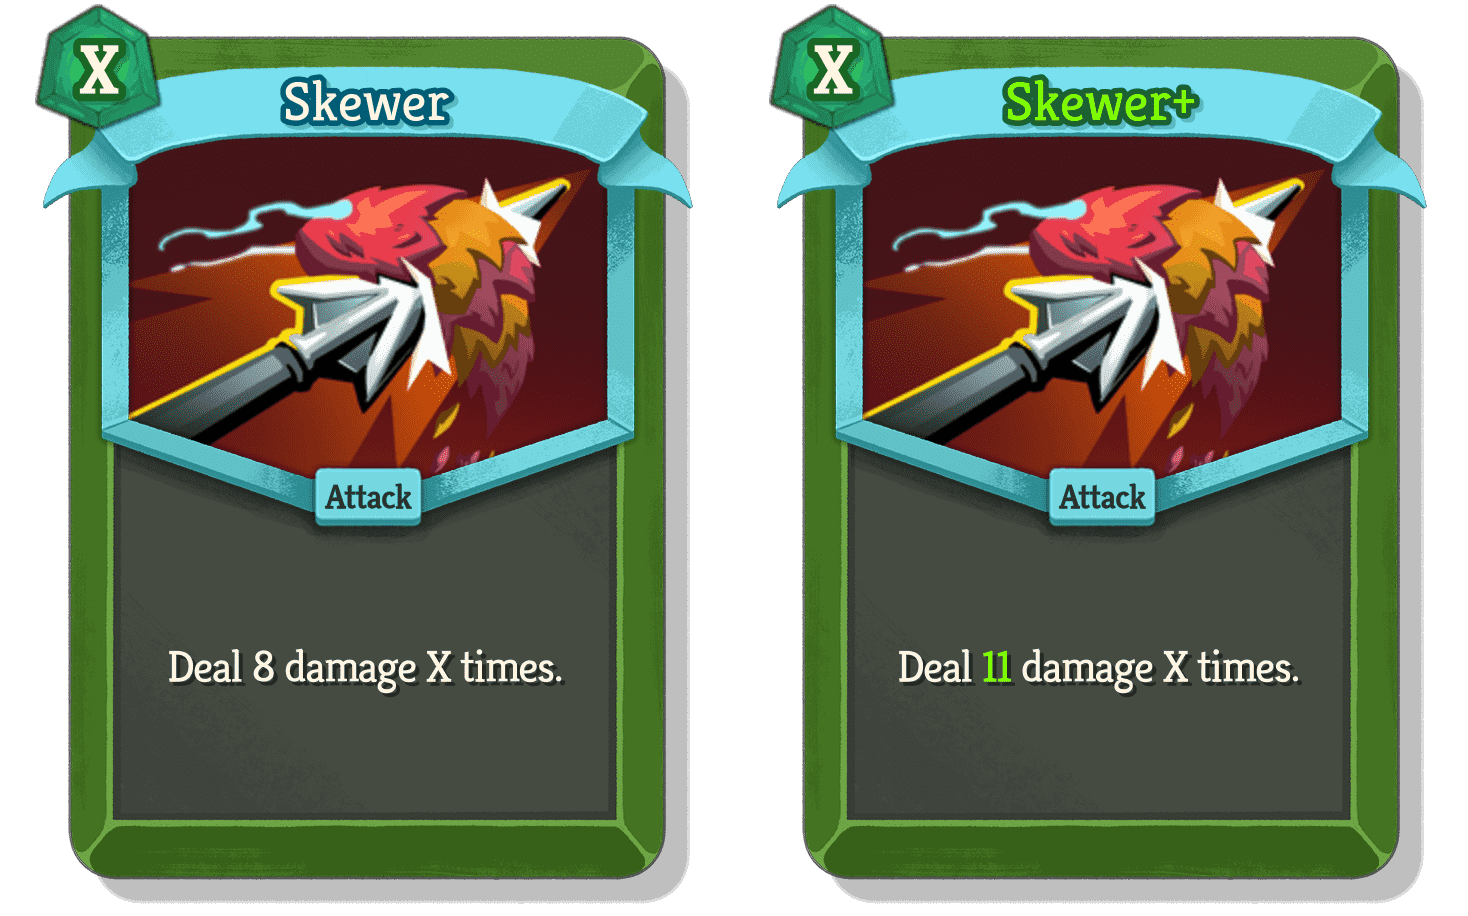 X
Skewer
Attack
Deal 8 damage X times.
X
Skewer+
Attack
Deal 11 damage X times.